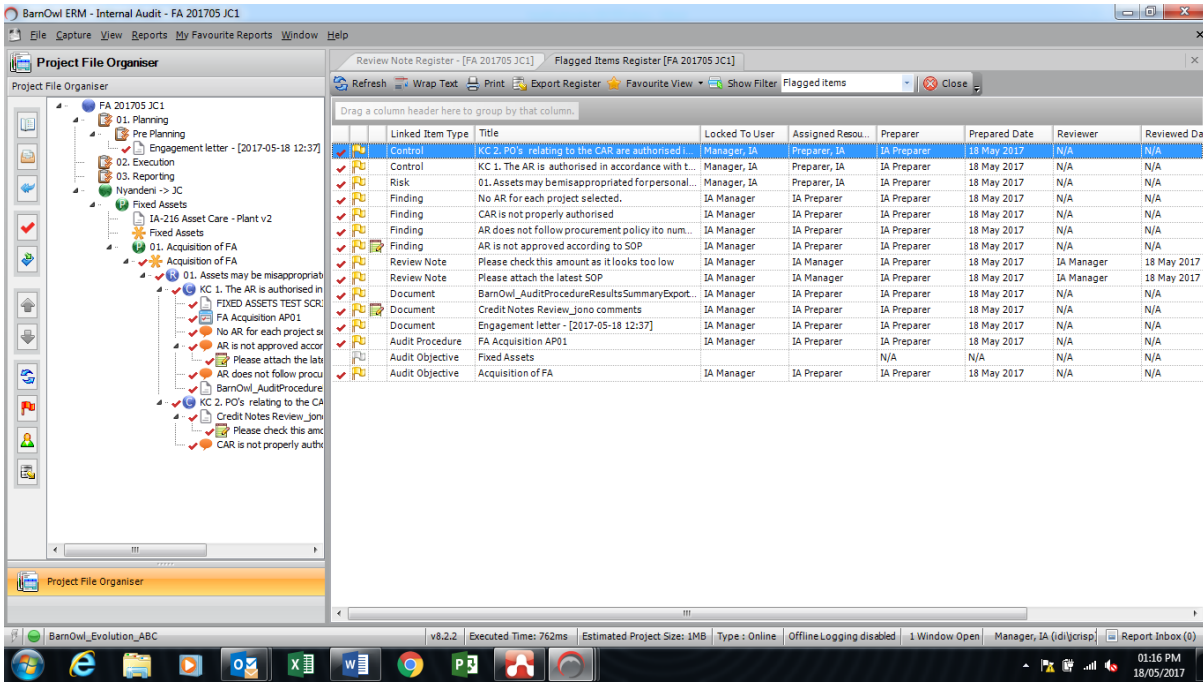 BarnOwl ERM - Internal Audit - FA 201705 JC1
File Capture View Reports My Favourite Reports Window Help
Project File Organiser
Project File Organiser
FA 201705 JC1
01. Planning
Pre Planning
Engagement letter - [2017-05-18 12:37]
02. Execution
03. Reporting
Nyandeni -> JC
P Fixed Assets
IA-216 Asset Care - Plant v2
Fixed Assets
P 01. Acquisition of FA
Acquisition of FA
R 01. Assets may be misappropriat
C KC 1. The AR is authorised in
FIXED ASSETS TEST SCR
FA Acquisition AP01
No AR for each project se
AR is not approved accor
Please attach the late
AR does not follow procu
BarnOwl_AuditProcedure
C KC 2. PO's relating to the CA
Credit Notes Review_jon
Please check this amo
CAR is not properly autho
Project File Organiser
Review Note Register - [FA 201705 JC1] Flagged Items Register [FA 201705 JC1]
Refresh Wrap Text Print Export Register Favourite View Show Filter Flagged items Close
Drag a column header here to group by that column.
Linked Item Type Title Locked To User Assigned Resou... Preparer Prepared Date Reviewer Reviewed Da
Control KC 2. PO's relating to the CAR are authorised i... Manager, IA Preparer, IA IA Preparer 18 May 2017 N/A N/A
Control KC 1. The AR is authorised in accordance with t... Manager, IA Preparer, IA IA Preparer 18 May 2017 N/A N/A
Risk 01. Assets may bemisappropriated forpersonal... Manager, IA Preparer, IA IA Preparer 18 May 2017 N/A N/A
Finding No AR for each project selected. IA Manager IA Preparer IA Preparer 18 May 2017 N/A N/A
Finding CAR is not properly authorised IA Manager IA Preparer IA Preparer 18 May 2017 N/A N/A
Finding AR does not follow procurement policy ito num... IA Manager IA Preparer IA Preparer 18 May 2017 N/A N/A
Finding AR is not approved according to SOP IA Manager IA Preparer IA Preparer 18 May 2017 N/A N/A
Review Note Please check this amount as it looks too low IA Manager IA Manager IA Preparer 18 May 2017 IA Manager 18 May 2017
Review Note Please attach the latest SOP IA Manager IA Manager IA Preparer 18 May 2017 IA Manager 18 May 2017
Document BarnOwl_AuditProcedureResultsSummaryExport... IA Manager IA Preparer IA Preparer 18 May 2017 N/A N/A
Document Credit Notes Review_jono comments IA Manager IA Preparer IA Preparer 18 May 2017 N/A N/A
Document Engagement letter - [2017-05-18 12:37] IA Manager IA Preparer IA Preparer 18 May 2017 N/A N/A
Audit Procedure FA Acquisition AP01 IA Manager IA Preparer IA Preparer 18 May 2017 N/A N/A
Audit Objective Fixed Assets N/A N/A N/A N/A
Audit Objective Acquisition of FA IA Manager IA Preparer IA Preparer 18 May 2017 N/A N/A
BarnOwl_Evolution_ABC v8.2.2 Executed Time: 762ms Estimated Project Size: 1MB Type : Online Offline Logging disabled 1 Window Open Manager, IA (idi\jcrisp) Report Inbox (0)
01:16 PM
18/05/2017